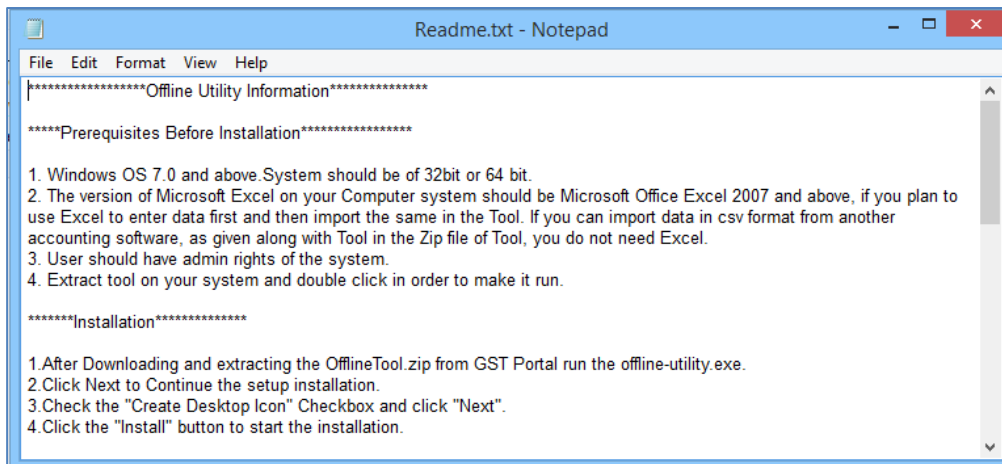 Readme.txt - Notepad
File Edit Format View Help
******************Offline Utility Information***************
*****Prerequisites Before Installation*****************
1. Windows OS 7.0 and above.System should be of 32bit or 64 bit.
2. The version of Microsoft Excel on your Computer system should be Microsoft Office Excel 2007 and above, if you plan to
use Excel to enter data first and then import the same in the Tool. If you can import data in csv format from another
accounting software, as given along with Tool in the Zip file of Tool, you do not need Excel.
3. User should have admin rights of the system.
4. Extract tool on your system and double click in order to make it run.
*******Installation**************
1.After Downloading and extracting the OfflineTool.zip from GST Portal run the offline-utility.exe.
2.Click Next to Continue the setup installation.
3.Check the "Create Desktop Icon" Checkbox and click "Next".
4.Click the "Install" button to start the installation.